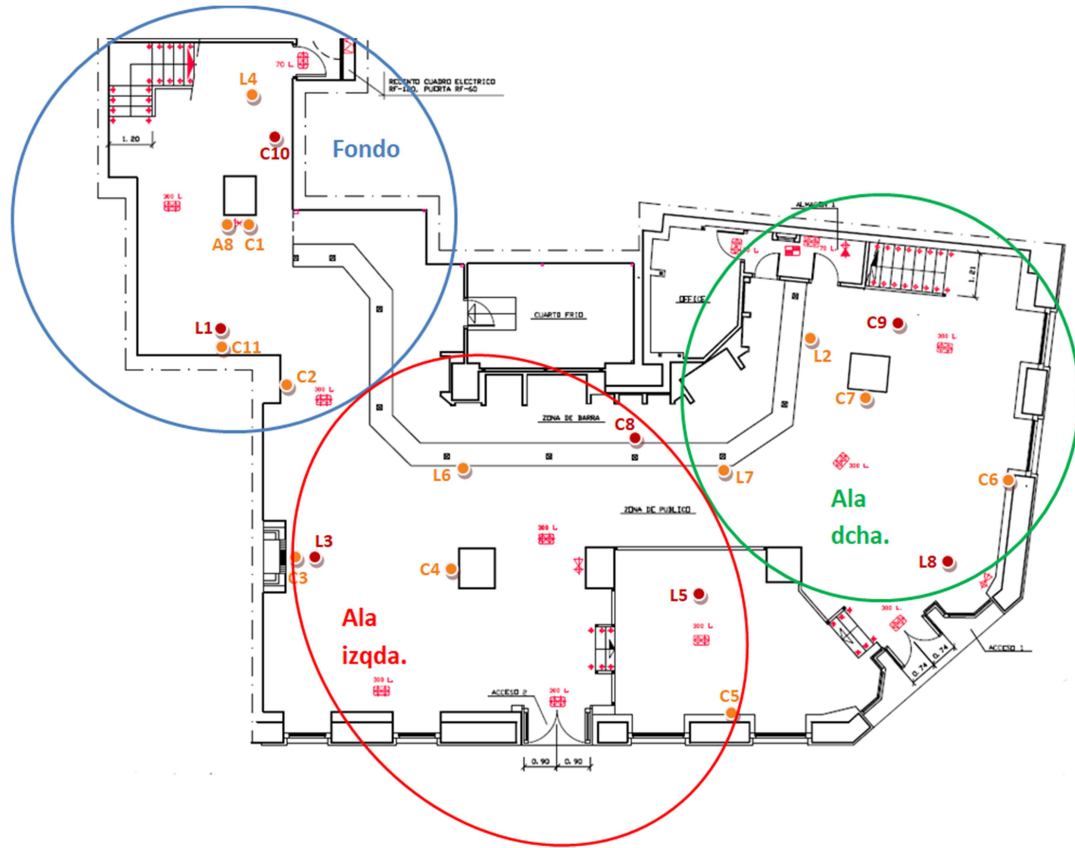 70 L.
RECINTO CUADRO ELECTRICO
RF-120, PUERTA RF-60
L4
1.20
C10
Fondo
300 L
A8
C1
ALMACEN 1
70 L
1.21
OFFICE
C9
L1
CUARTO FRIO
L2
C11
C2
300 L
C7
ZONA DE BARRA
C8
300 L.
L6
L7
C6
Ala
dcha.
ZONA DE PUBLICO
300 L
L3
C3
C4
L8
L5
Ala
izqda.
300 L
300 L
ACCESO 1
0.74
0.74
300 L
ACCESO 2
C5
0.90
0.90